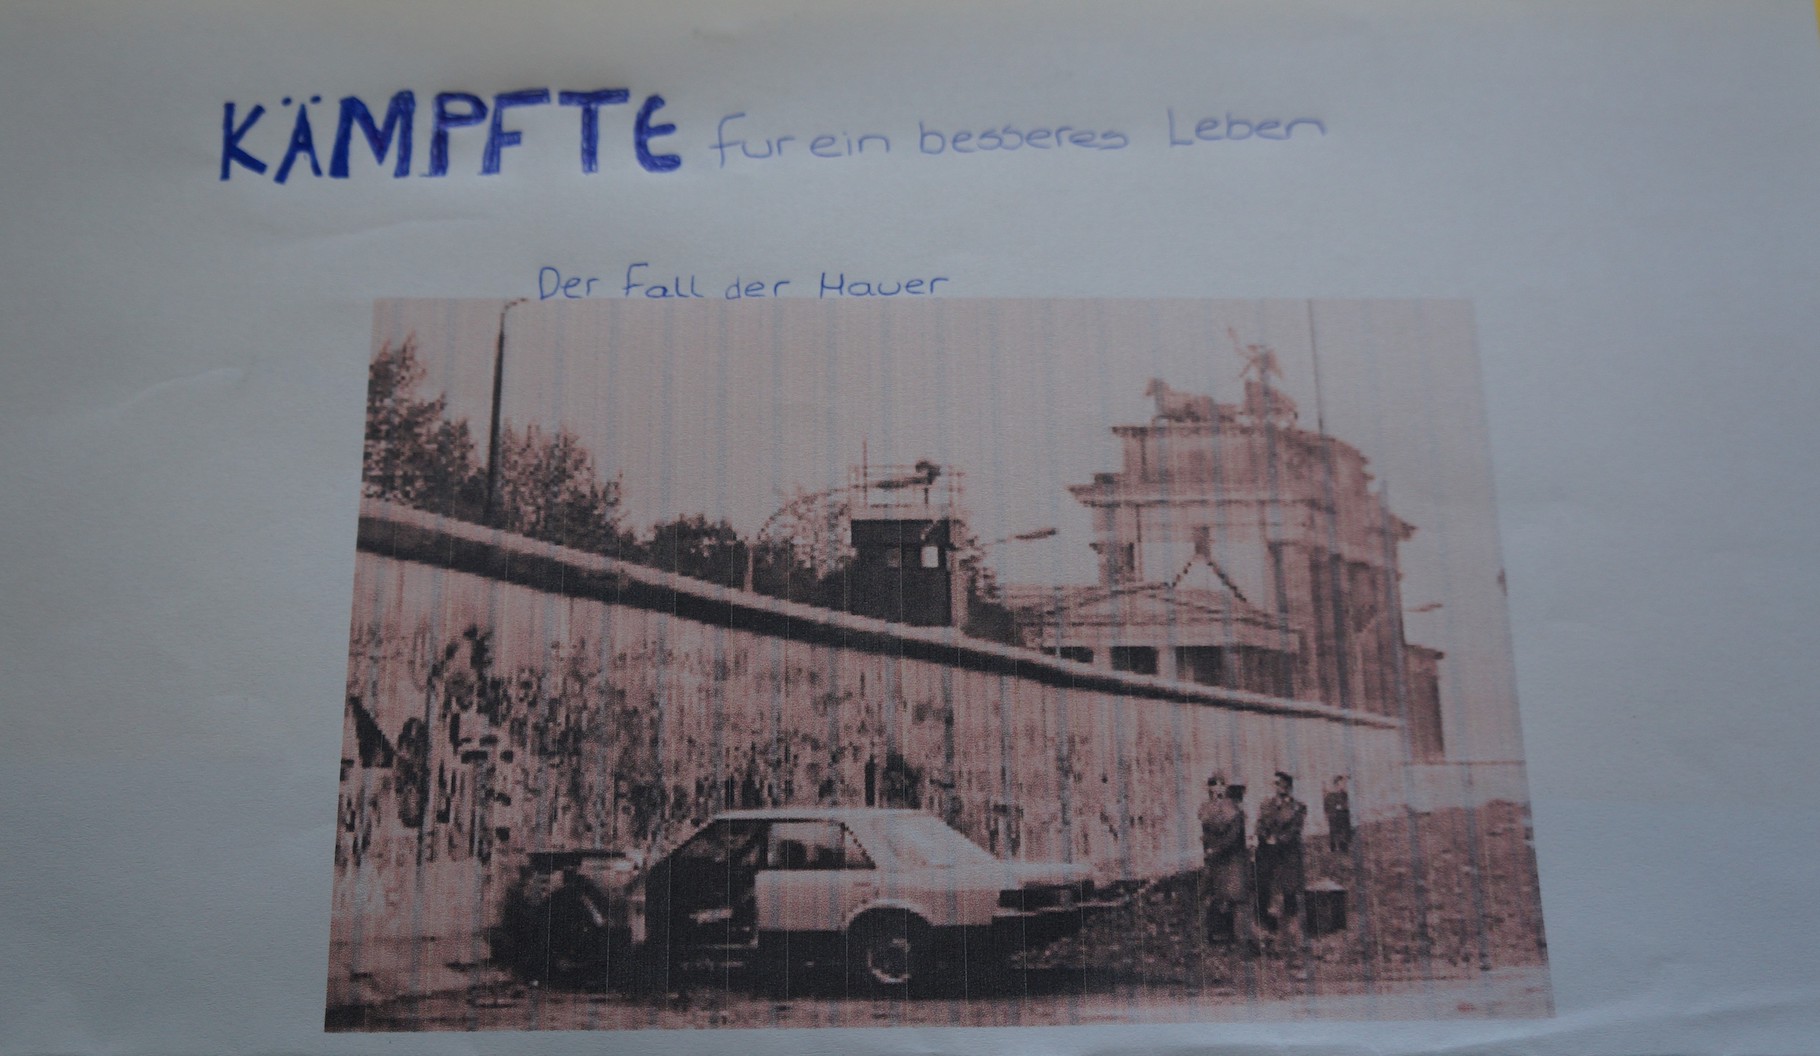 KÄMPFTE fur ein besseres Leben
Der Fall der Mauer